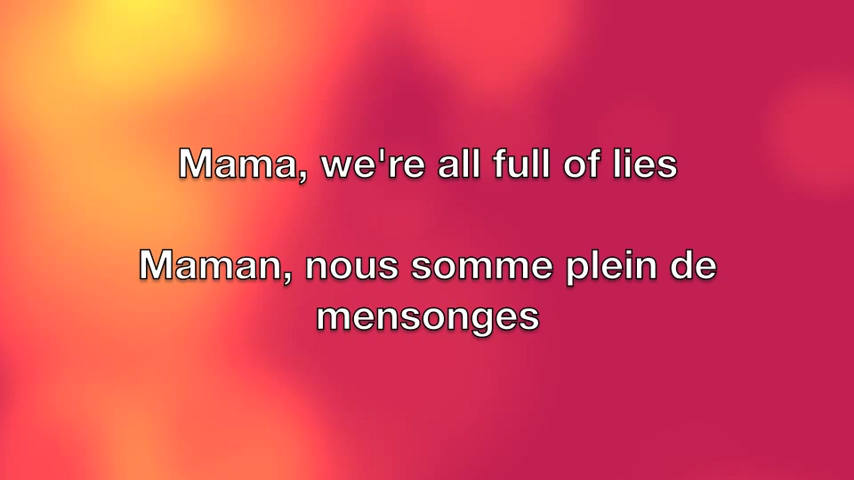 Mama, we're all full of lies
Maman, nous somme plein de
mensonges